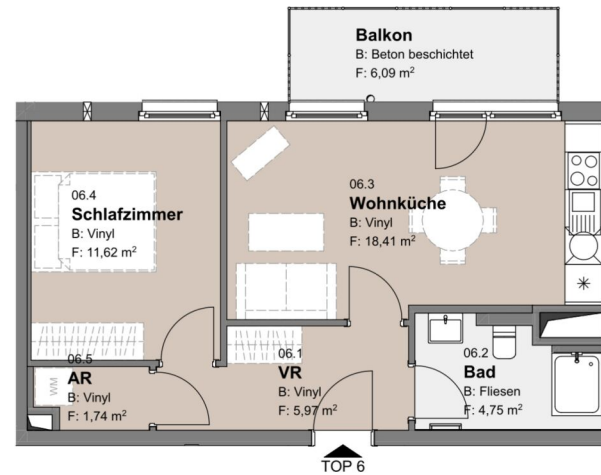 Balkon
B: Beton beschichtet
F: 6,09 m²
06.4
Schlafzimmer
B: Vinyl
F: 11,62 m²
06.3
Wohnküche
B: Vinyl
F: 18,41 m²
06.5
AR
B: Vinyl
F: 1,74 m²
WM
06.1
VR
B: Vinyl
F: 5,97 m²
06.2
Bad
B: Fliesen
F: 4,75 m²
TOP 6